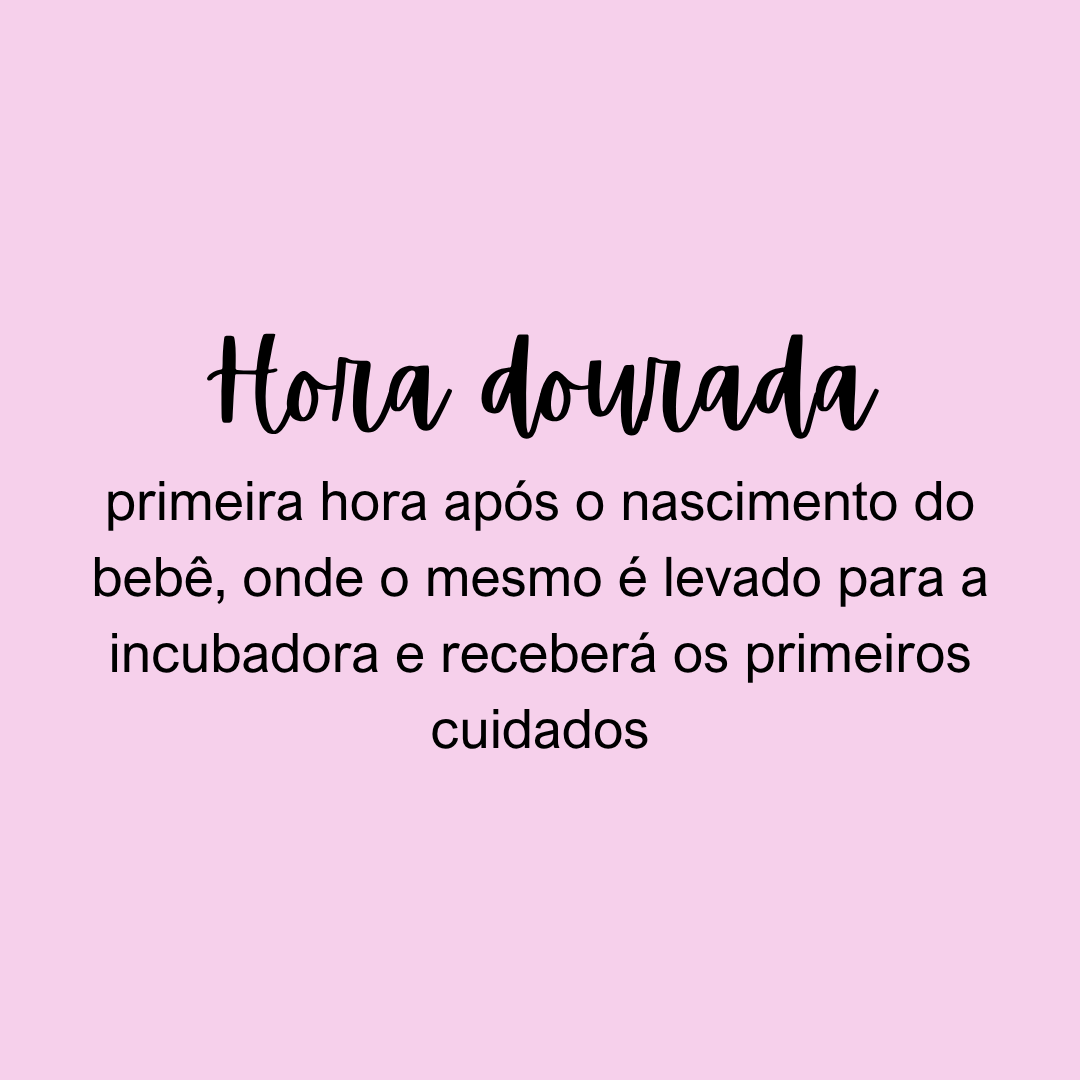 Hora dourada
primeira hora após o nascimento do
bebê, onde o mesmo é levado para a
incubadora e receberá os primeiros
cuidados